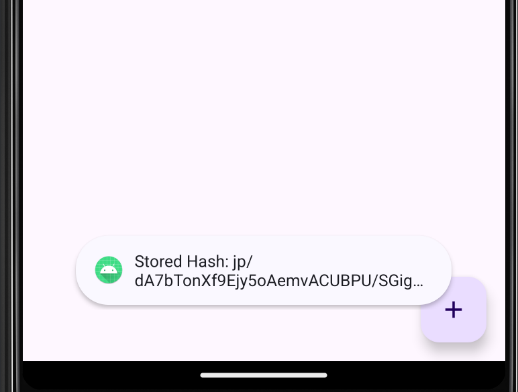 Stored Hash: jp/
dA7bTonXf9Ejy5oAemvACUBPU/SGig…
+